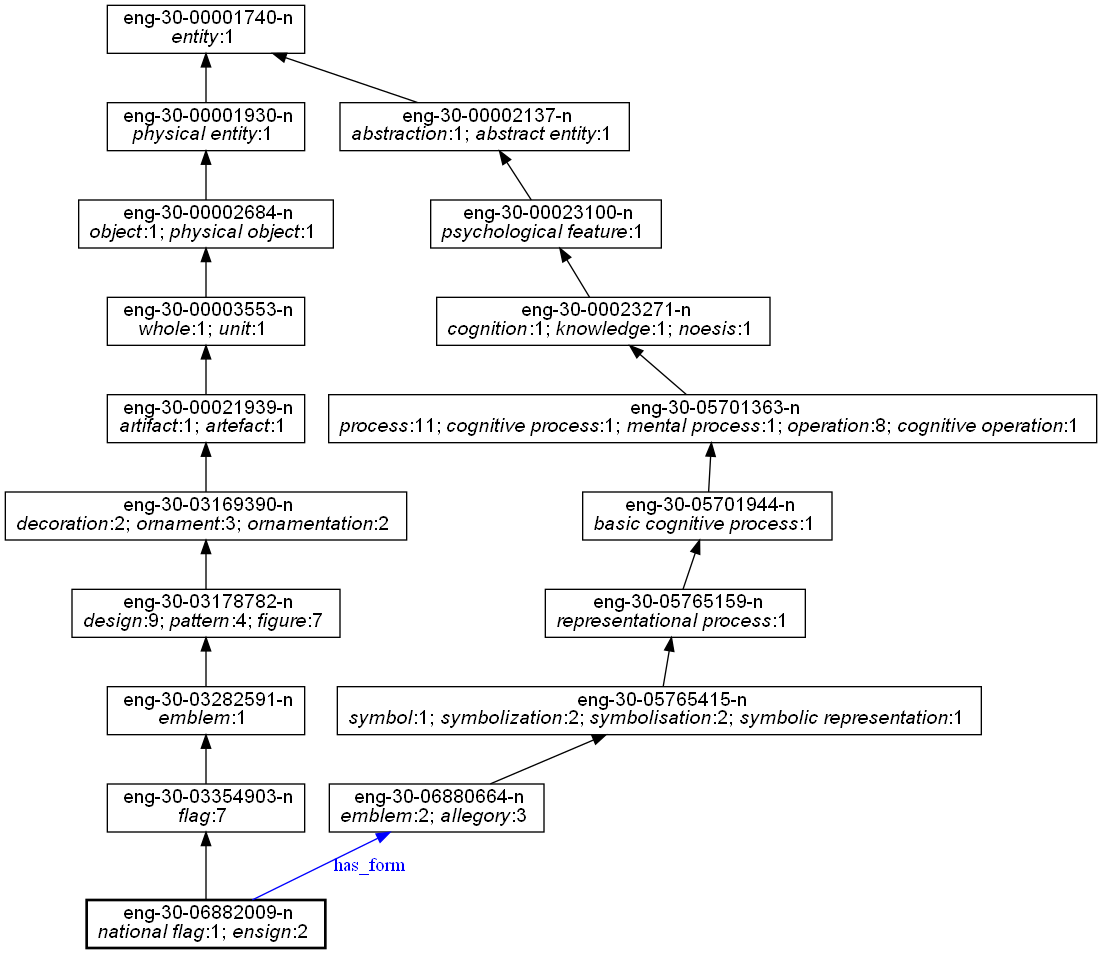 eng-30-00001740-n
entity:1
eng-30-00001930-n
physical entity:1
eng-30-00002137-n
abstraction:1; abstract entity:1
eng-30-00002684-n
object:1; physical object:1
eng-30-00023100-n
psychological feature:1
eng-30-00003553-n
whole:1; unit:1
eng-30-00023271-n
cognition:1; knowledge:1; noesis:1
eng-30-00021939-n
artifact:1; artefact:1
eng-30-05701363-n
process:11; cognitive process:1; mental process:1; operation:8; cognitive operation:1
eng-30-03169390-n
decoration:2; ornament:3; ornamentation:2
eng-30-05701944-n
basic cognitive process:1
eng-30-03178782-n
design:9; pattern:4; figure:7
eng-30-05765159-n
representational process:1
eng-30-03282591-n
emblem:1
eng-30-05765415-n
symbol:1; symbolization:2; symbolisation:2; symbolic representation:1
eng-30-03354903-n
flag:7
eng-30-06880664-n
emblem:2; allegory:3
has_form
eng-30-06882009-n
national flag:1; ensign:2